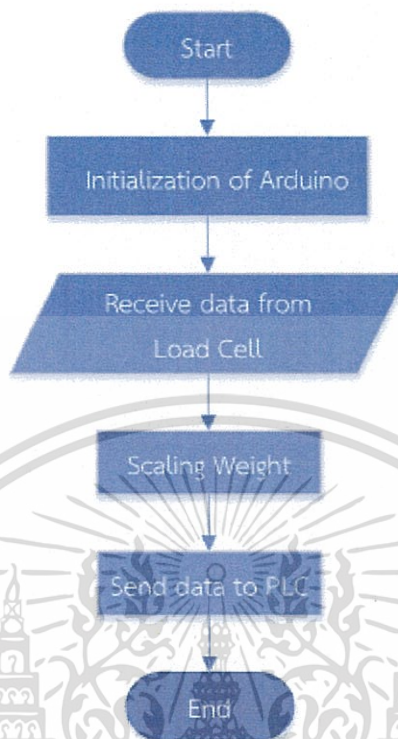 Start
Initialization of Arduino
Receive data from
Load Cell
Scaling Weight
Send data to PLC
End